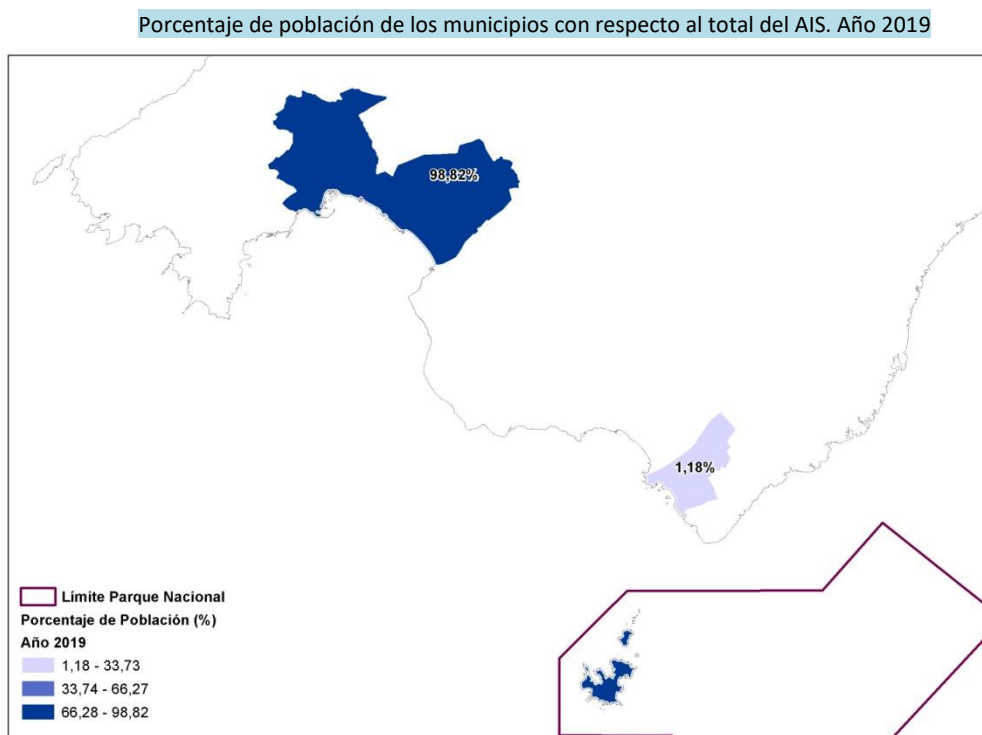 Porcentaje de población de los municipios con respecto al total del AIS. Año 2019
98,82%
1,18%
Límite Parque Nacional
Porcentaje de Población (%)
Año 2019
1,18 - 33,73
33,74 - 66,27
66,28 - 98,82